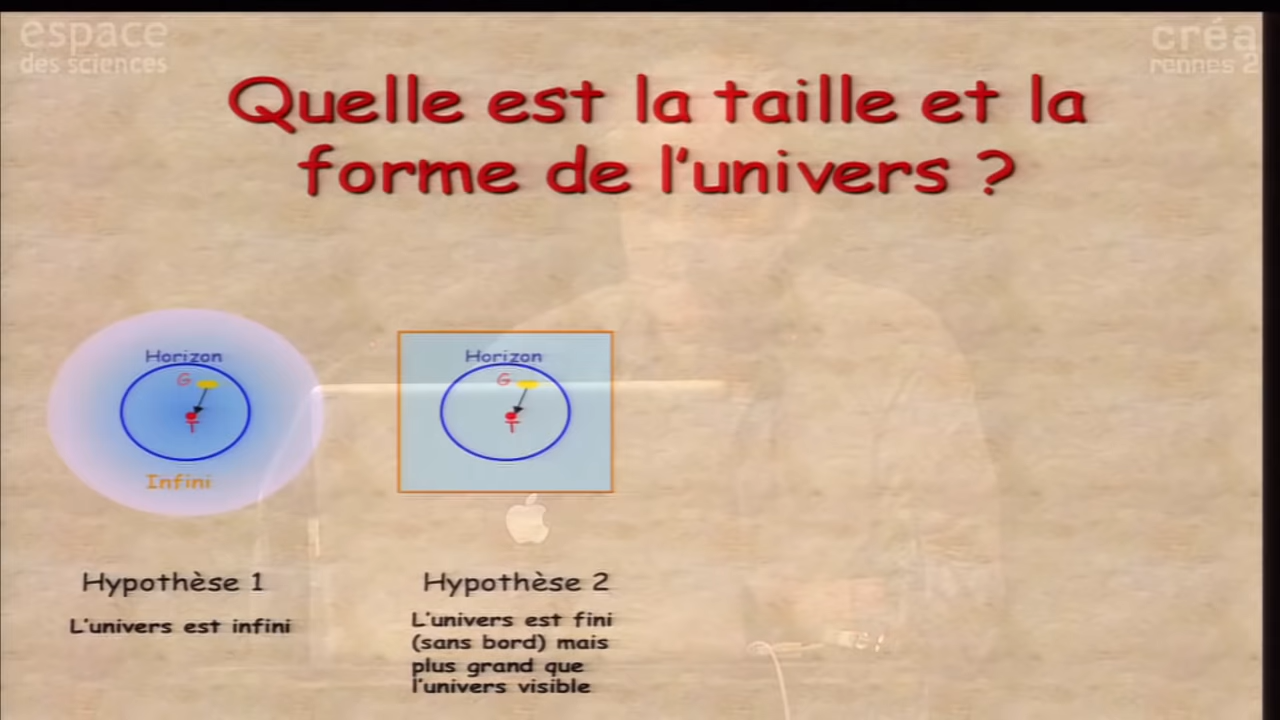 espace
des sciences
créa
rennes 2
Quelle est la taille et la
forme de l'univers ?
Horizon
G
T
Infini
Horizon
G
T
Hypothèse 1
L'univers est infini
Hypothèse 2
L'univers est fini
(sans bord) mais
plus grand que
l'univers visible